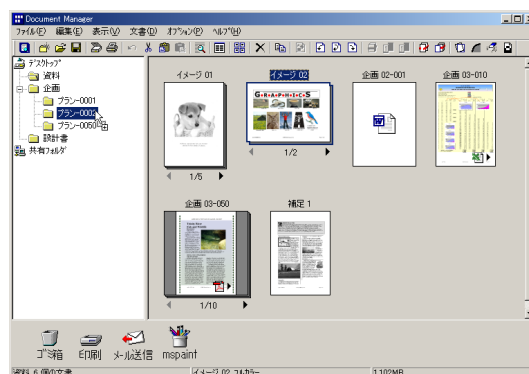 Document Manager
ファイル(F) 編集(E) 表示(V) 文書(D) オプション(P) ヘルプ(H)
デスクトップ
資料
企画
プラン-0001
プラン-0002
プラン-0050
設計書
共有フォルダ
イメージ 01
イメージ 02
企画 02-001
企画 03-010
GRAPHICS
1/5
1/2
企画 03-050
補足 1
1/10
ゴミ箱
印刷
メール送信
mspaint
資料 6 個の文書
イメージ 02 フルカラー
1.102MB